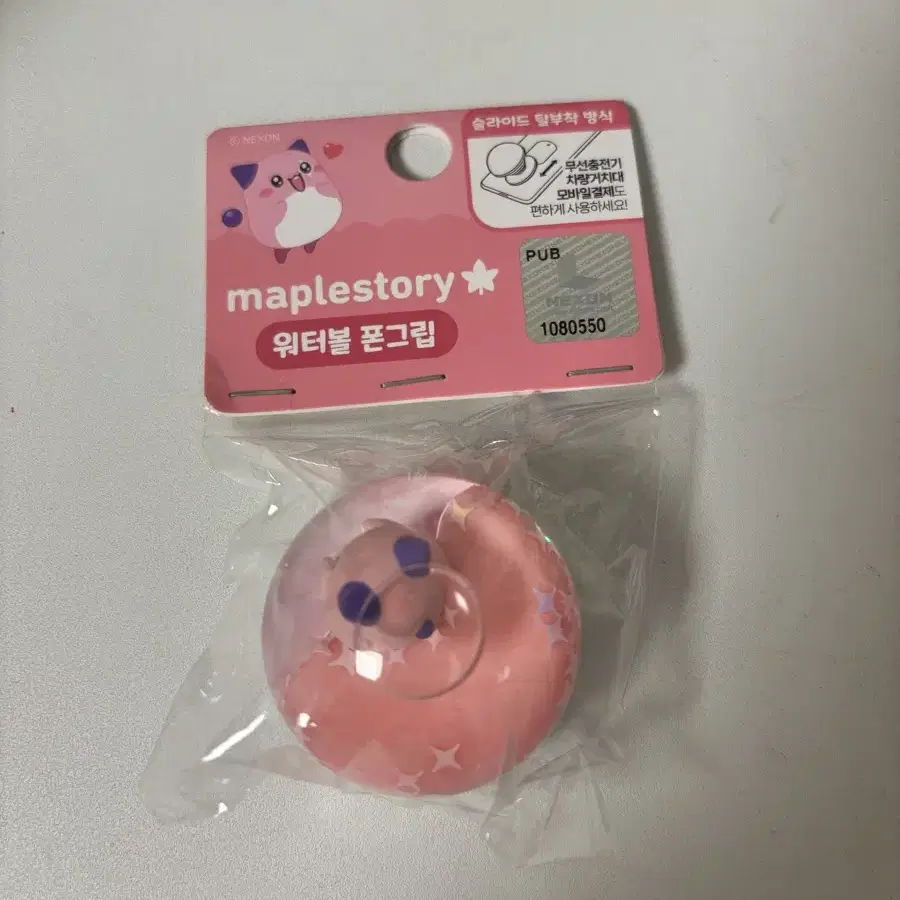 © NEXON
슬라이드 탈부착 방식
무선충전기
차량거치대
모바일결제도
편하게 사용하세요!
PUB
NEXON
1080550
maplestory
워터볼 폰그립